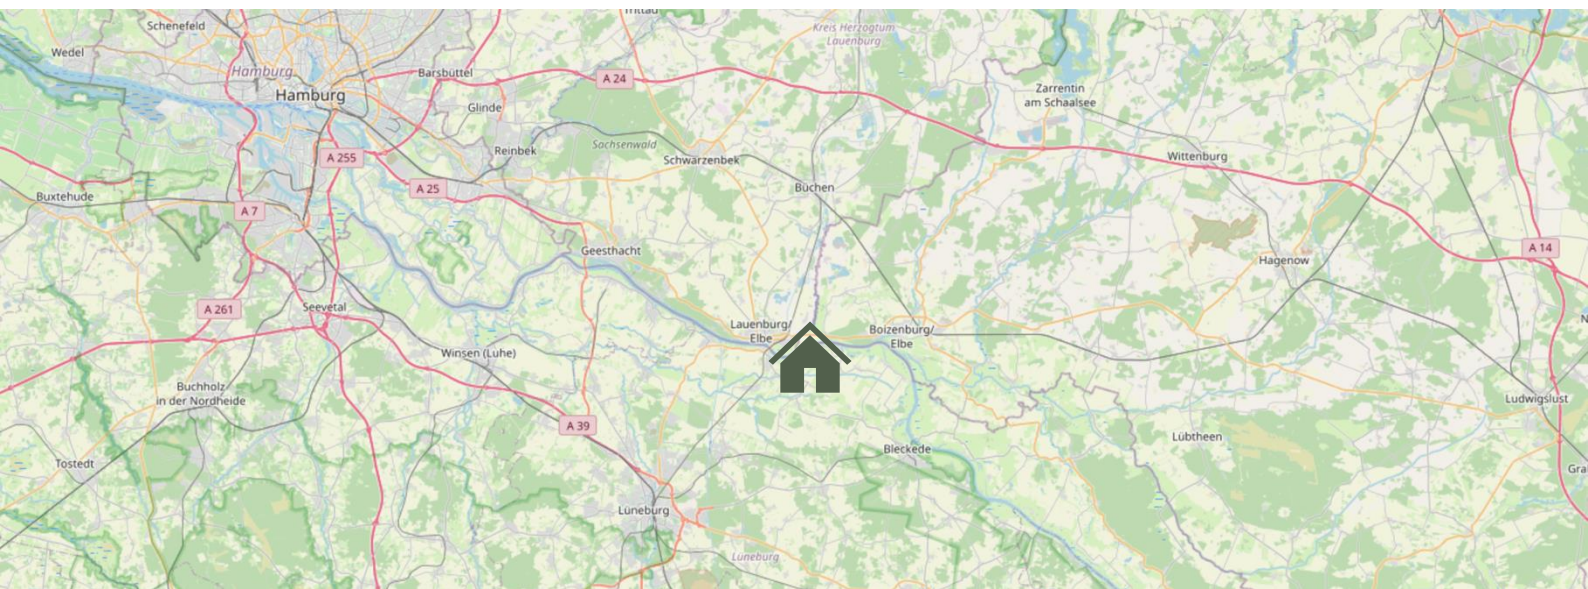 Schenefeld
Trittau
Kreis Herzogtum
Lauenburg
Wedel
Hamburg
Hamburg
Barsbüttel
A 24
Glinde
Zarrentin
am Schaalsee
Reinbek
Sachsenwald
Schwarzenbek
Wittenburg
A 255
A 25
Büchen
Buxtehude
A 7
Geesthacht
A 14
Hagenow
A 261
Seevetal
Lauenburg/
Elbe
Boizenburg/
Elbe
Winsen (Luhe)
Buchholz
in der Nordheide
Ludwigslust
A 39
Lübtheen
Bleckede
Tostedt
Gra
Lüneburg
Lüneburg